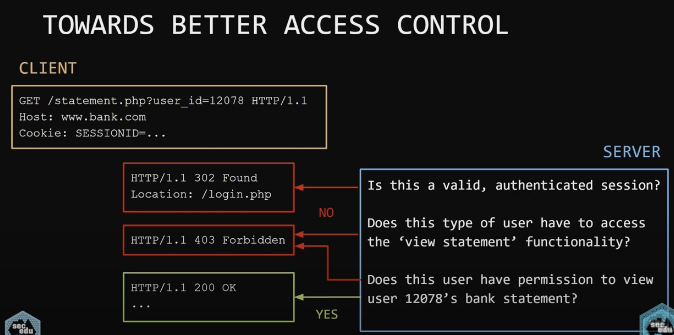 TOWARDS BETTER ACCESS CONTROL
CLIENT
GET /statement.php?user_id=12078 HTTP/1.1
Host: www.bank.com
Cookie: SESSIONID=...
SERVER
HTTP/1.1 302 Found
Location: /login.php
Is this a valid, authenticated session?
NO
HTTP/1.1 403 Forbidden
Does this type of user have to access
the ‘view statement’ functionality?
HTTP/1.1 200 OK
...
YES
Does this user have permission to view
user 12078’s bank statement?
sec
edu
sec
edu